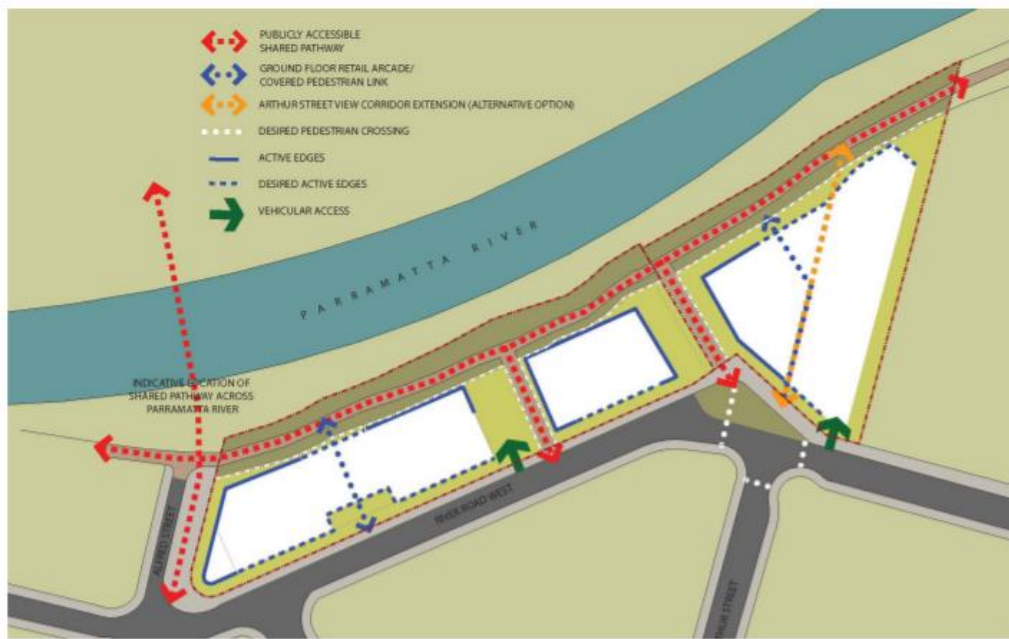 PUBLICLY ACCESSIBLE
SHARED PATHWAY
GROUND FLOOR RETAIL ARCADE/
COVERED PEDESTRIAN LINK
ARTHUR STREET VIEW CORRIDOR EXTENSION (ALTERNATIVE OPTION)
DESIRED PEDESTRIAN CROSSING
ACTIVE EDGES
DESIRED ACTIVE EDGES
VEHICULAR ACCESS
PARRAMATTA RIVER
INDICATIVE LOCATION OF
SHARED PATHWAY ACROSS
PARRAMATTA RIVER
ALFRED STREET
RIVER ROAD WEST
THUR STREET